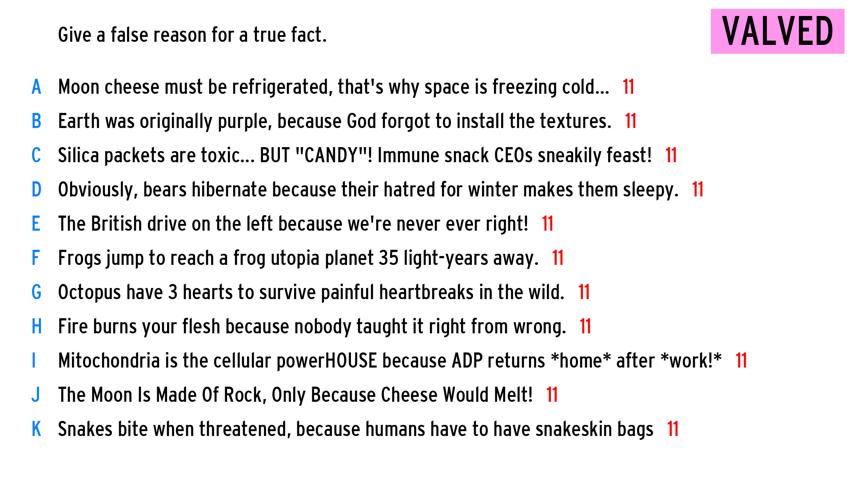 Give a false reason for a true fact.
VALVED
A Moon cheese must be refrigerated, that's why space is freezing cold... 11
B Earth was originally purple, because God forgot to install the textures. 11
C Silica packets are toxic... BUT "CANDY"! Immune snack CEOs sneakily feast! 11
D Obviously, bears hibernate because their hatred for winter makes them sleepy. 11
E The British drive on the left because we're never ever right! 11
F Frogs jump to reach a frog utopia planet 35 light-years away. 11
G Octopus have 3 hearts to survive painful heartbreaks in the wild. 11
H Fire burns your flesh because nobody taught it right from wrong. 11
I Mitochondria is the cellular powerHOUSE because ADP returns *home* after *work!* 11
J The Moon Is Made Of Rock, Only Because Cheese Would Melt! 11
K Snakes bite when threatened, because humans have to have snakeskin bags 11